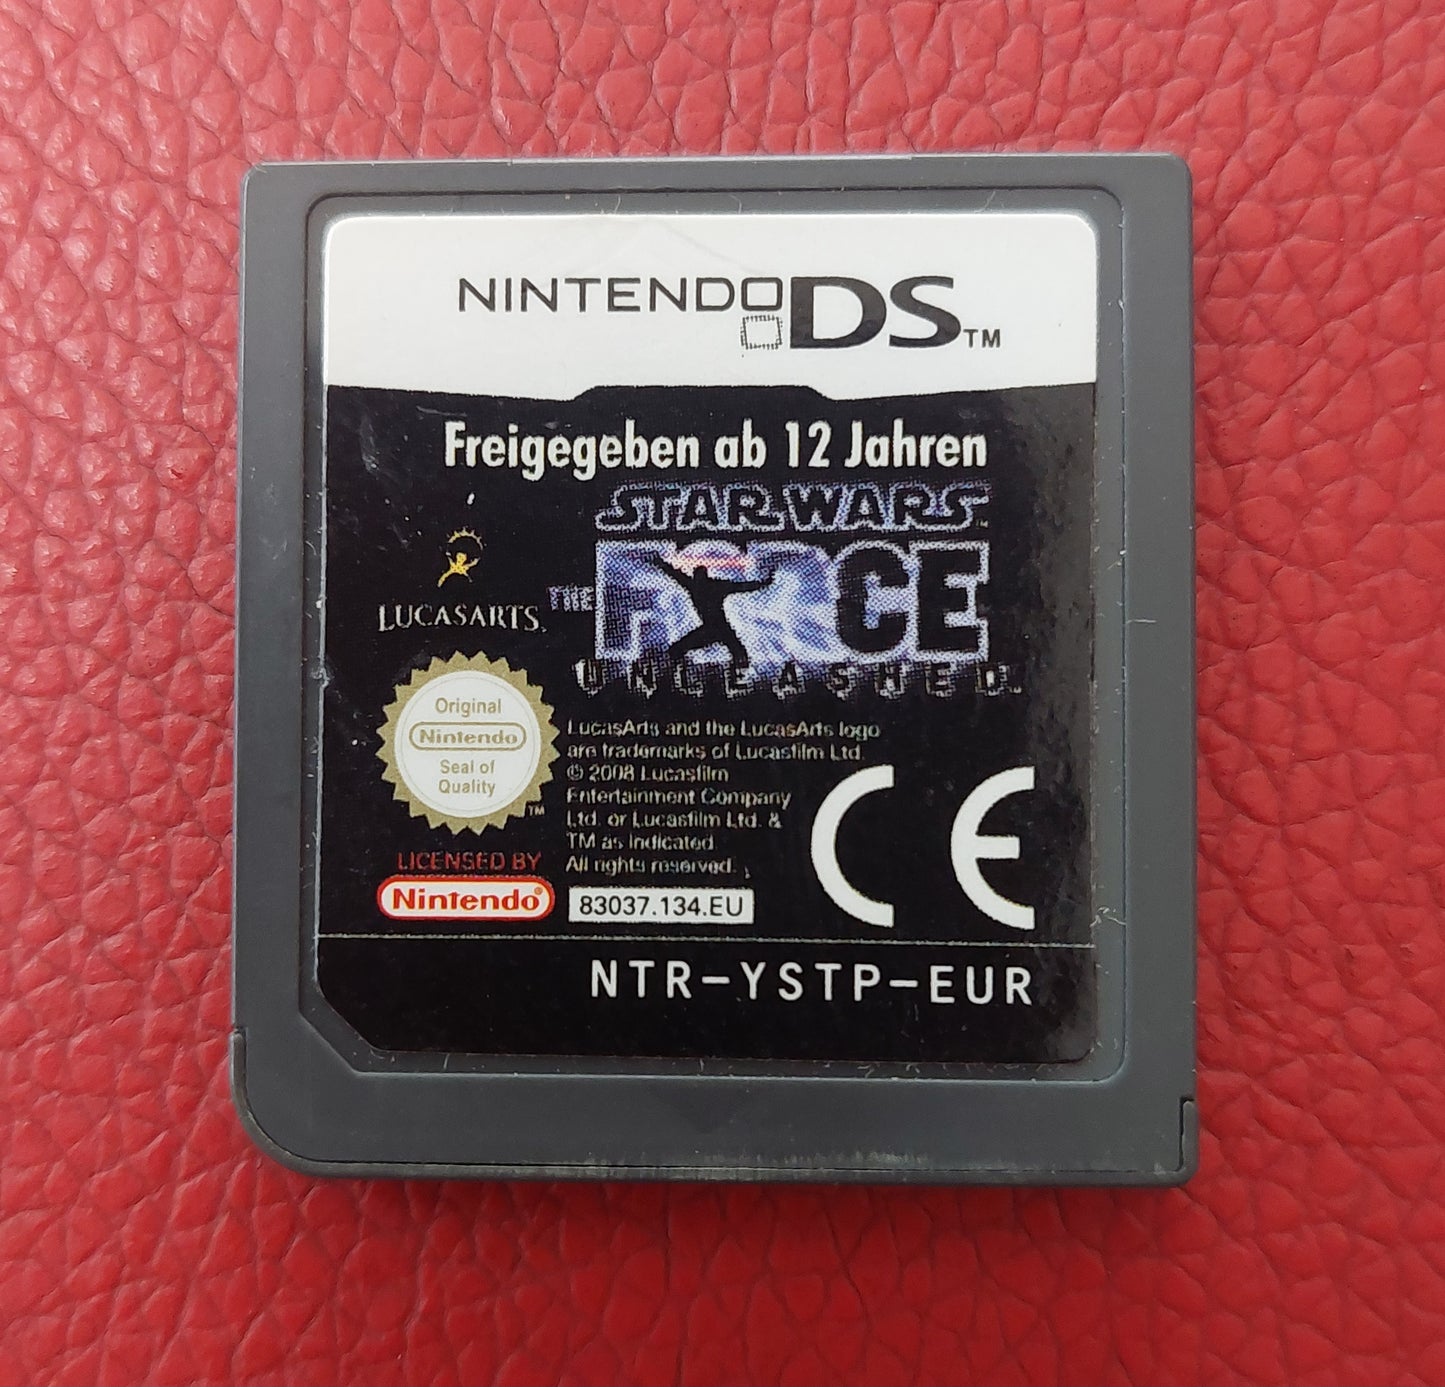 NINTENDO DS™
Freigegeben ab 12 Jahren
STAR WARS
THE FORCE
UNLEASHED™
LUCASARTS
Original
Nintendo
Seal of
Quality
™
LucasArts and the LucasArts logo
are trademarks of Lucasfilm Ltd.
© 2008 Lucasfilm
Entertainment Company
Ltd. or Lucasfilm Ltd. &
TM as indicated.
All rights reserved.
CE
LICENSED BY
Nintendo®
83037.134.EU
NTR-YSTP-EUR